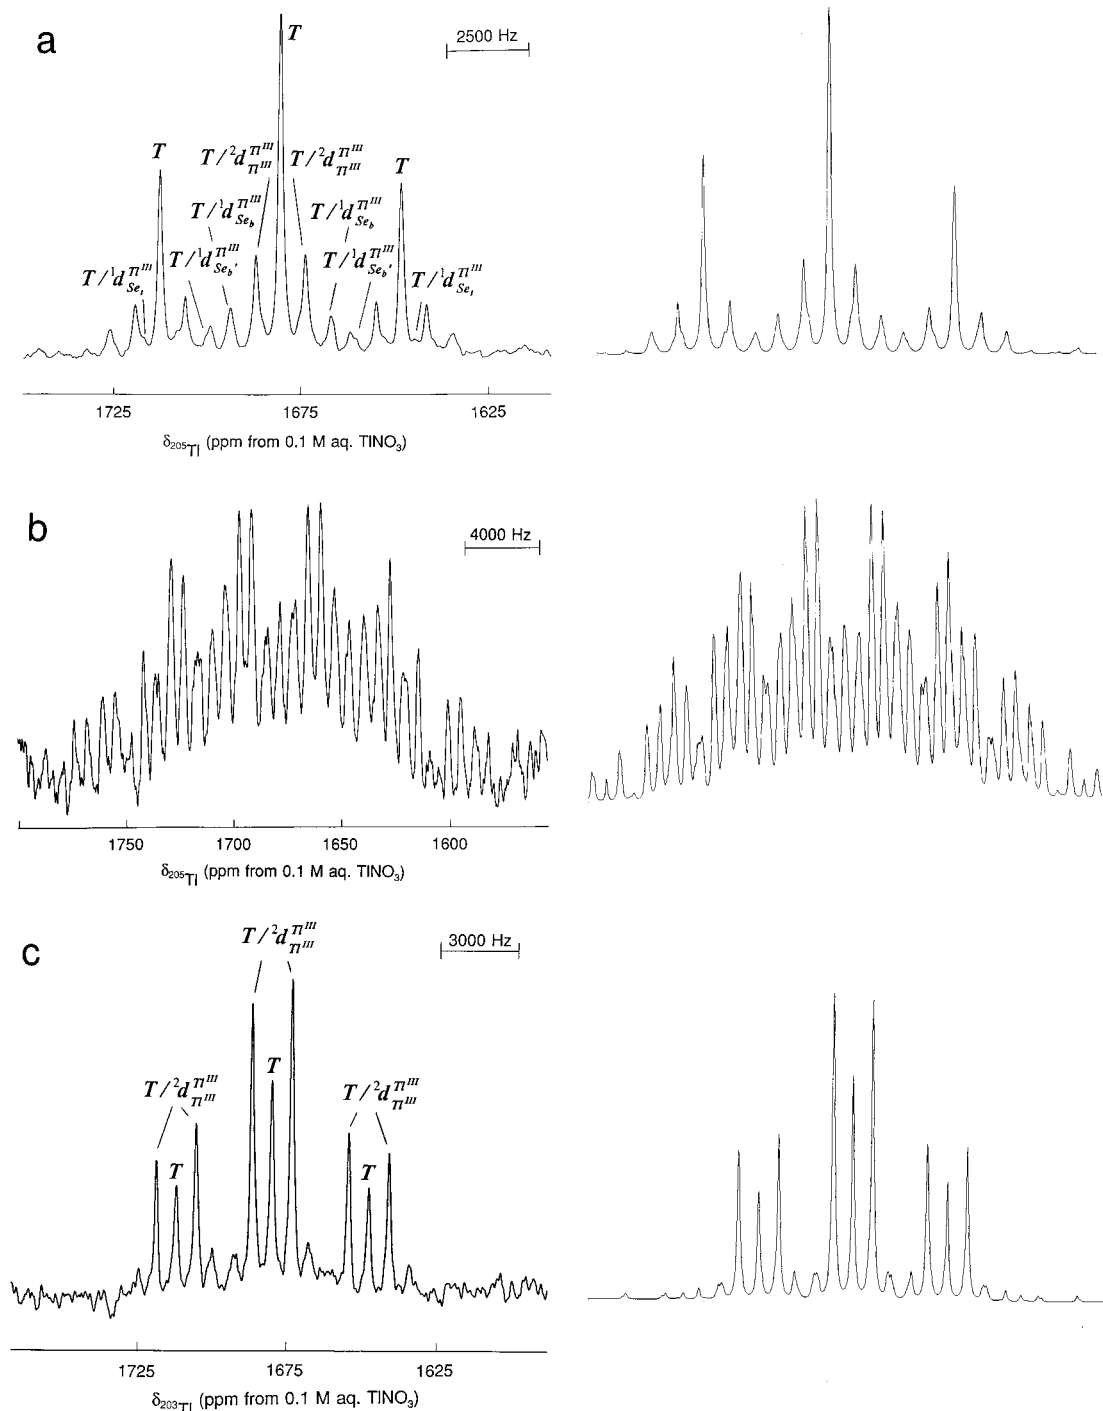 a
2500 Hz
T
T
T/²d Tl^III Tl^III
T/²d Tl^III Tl^III
T
T/¹d Tl^III Se_b
T/¹d Tl^III Se_b
T/¹d Tl^III Se_t
T/¹d Tl^III Se_b'
T/¹d Tl^III Se_b'
T/¹d Tl^III Se_t
1725 1675 1625
δ₂₀₅Tl (ppm from 0.1 M aq. TlNO₃)
b
4000 Hz
1750 1700 1650 1600
δ₂₀₅Tl (ppm from 0.1 M aq. TlNO₃)
c
T/²d Tl^III Tl^III
3000 Hz
T
T/²d Tl^III Tl^III
T/²d Tl^III Tl^III
T
T
1725 1675 1625
δ₂₀₃Tl (ppm from 0.1 M aq. TlNO₃)